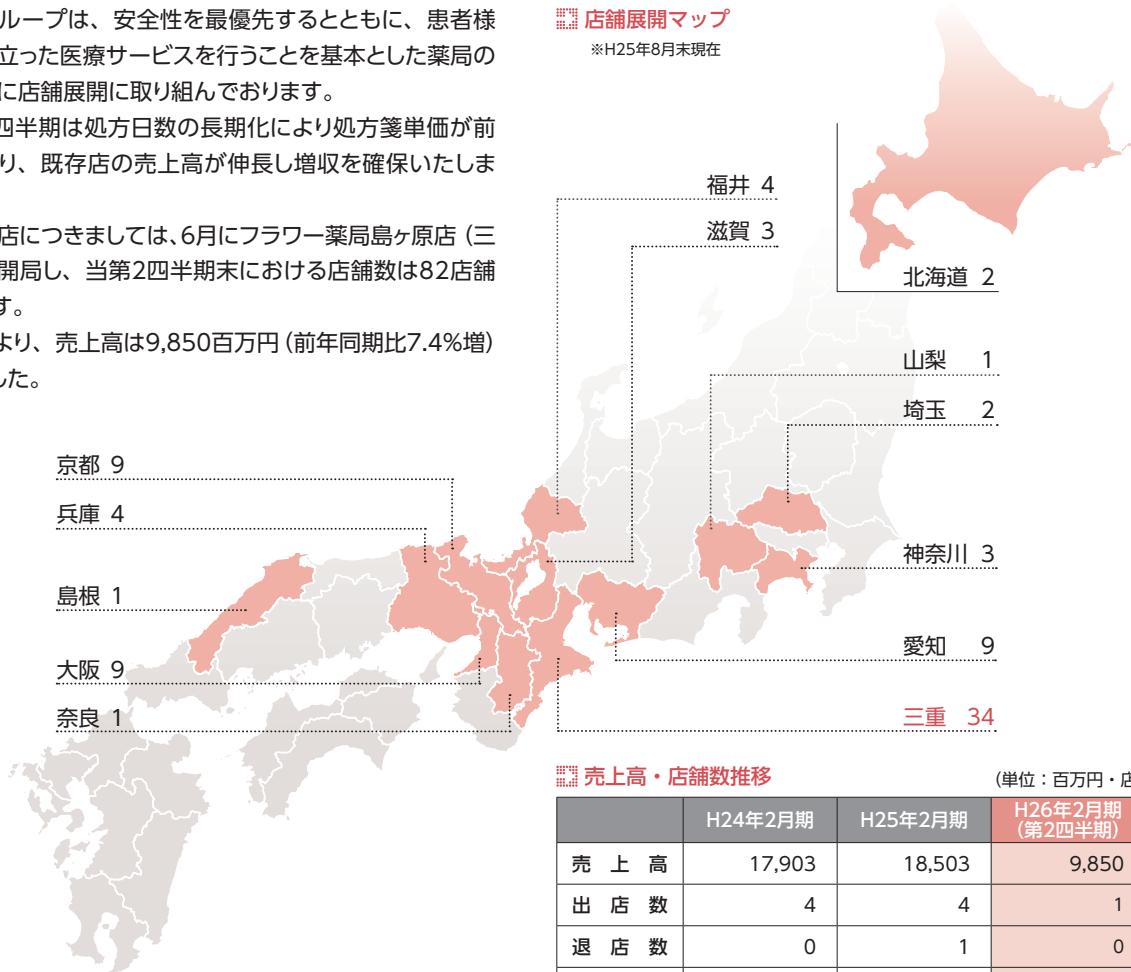 ループは、安全性を最優先するとともに、患者様
立った医療サービスを行うことを基本とした薬局の
に店舗展開に取り組んでおります。
四半期は処方日数の長期化により処方箋単価が前
り、既存店の売上高が伸長し増収を確保いたしま
店につきましては、6月にフラワー薬局島ヶ原店（三
開局し、当第2四半期末における店舗数は82店舗
す。
より、売上高は9,850百万円（前年同期比7.4%増）
した。
店舗展開マップ
※H25年8月末現在
福井 4
滋賀 3
北海道 2
山梨 1
埼玉 2
京都 9
兵庫 4
神奈川 3
島根 1
愛知 9
大阪 9
奈良 1
三重 34
売上高・店舗数推移 (単位：百万円・店
H24年2月期 H25年2月期 H26年2月期
(第2四半期)
売上高 17,903 18,503 9,850
出店数 4 4 1
退店数 0 1 0